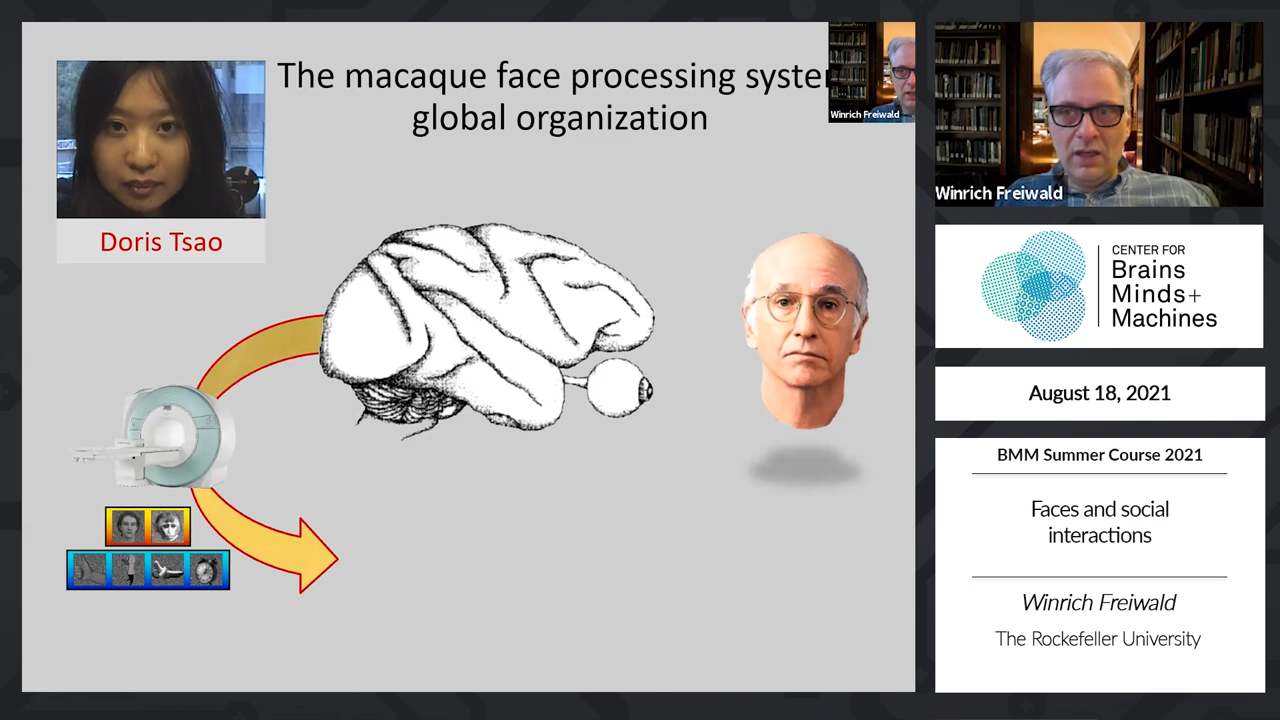 The macaque face processing syste
global organization
Doris Tsao
Winrich Freiwald
Winrich Freiwald
CENTER FOR
Brains
Minds+
Machines
August 18, 2021
BMM Summer Course 2021
Faces and social
interactions
Winrich Freiwald
The Rockefeller University